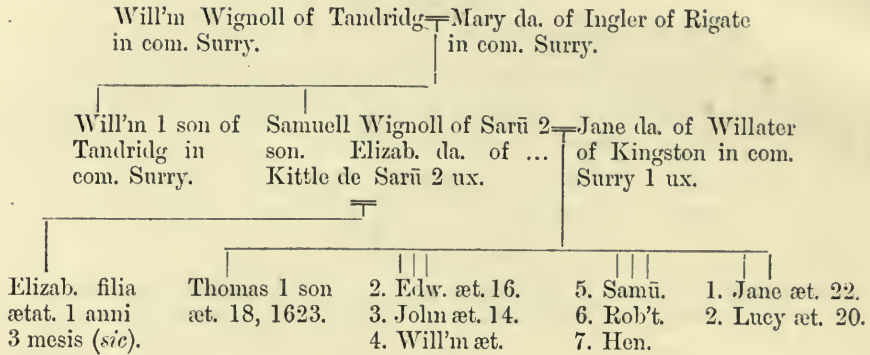 Will'm Wignoll of Tandridg
in com. Surry.
Mary da. of Ingler of Rigate
in com. Surry.
Will'm 1 son of
Tandridg in
com. Surry.
Samuell Wignoll of Sarū 2
son. Elizab. da. of ...
Kittle de Sarū 2 ux.
Jane da. of Willater
of Kingston in com.
Surry 1 ux.
Elizab. filia
ætat. 1 anni
3 mesis (sic).
Thomas 1 son
æt. 18, 1623.
2. Edw. æt. 16.
3. John æt. 14.
4. Will'm æt.
5. Samū.
6. Rob't.
7. Hen.
1. Jane æt. 22.
2. Lucy æt. 20.